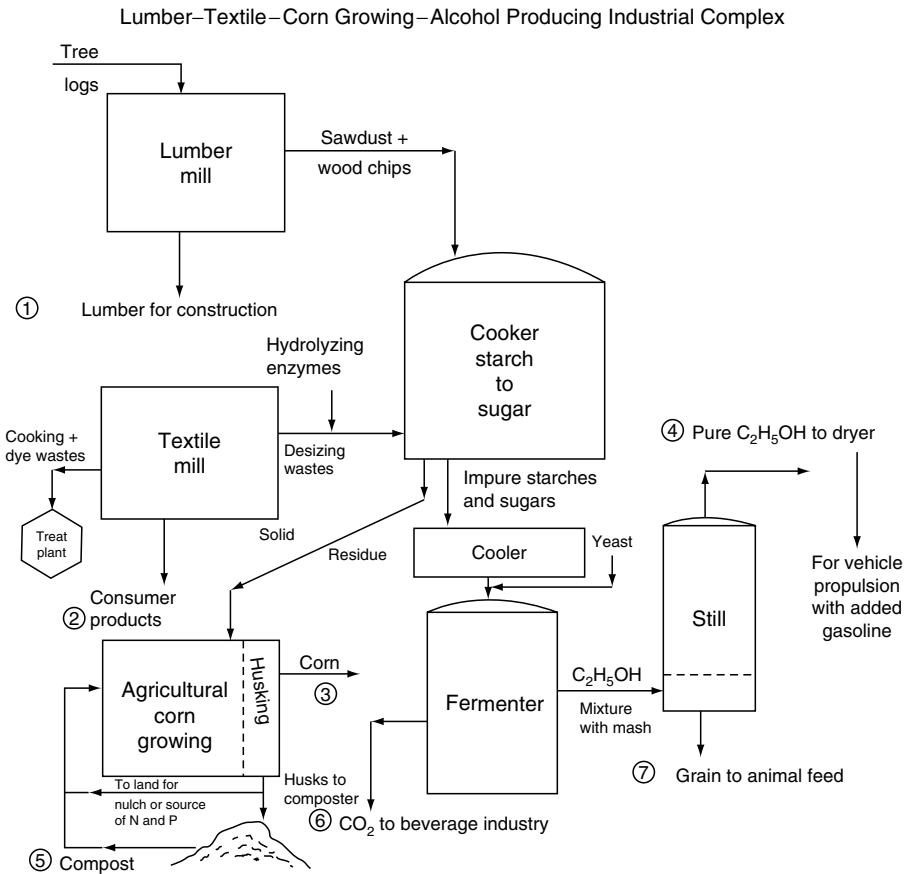 Lumber–Textile–Corn Growing–Alcohol Producing Industrial Complex
Tree
logs
Lumber
mill
Sawdust +
wood chips
① Lumber for construction
Cooker
starch
to
sugar
Hydrolyzing
enzymes
Textile
mill
Desizing
wastes
Cooking +
dye wastes
Treat
plant
② Consumer
products
Solid
Residue
Impure starches
and sugars
Cooler
Yeast
④ Pure C₂H₅OH to dryer
For vehicle
propulsion
with added
gasoline
Still
Fermenter
C₂H₅OH
Mixture
with mash
Agricultural
corn
growing
Husking
Corn
③
To land for
nulch or source
of N and P
Husks to
composter
⑤ Compost
⑥ CO₂ to beverage industry
⑦ Grain to animal feed